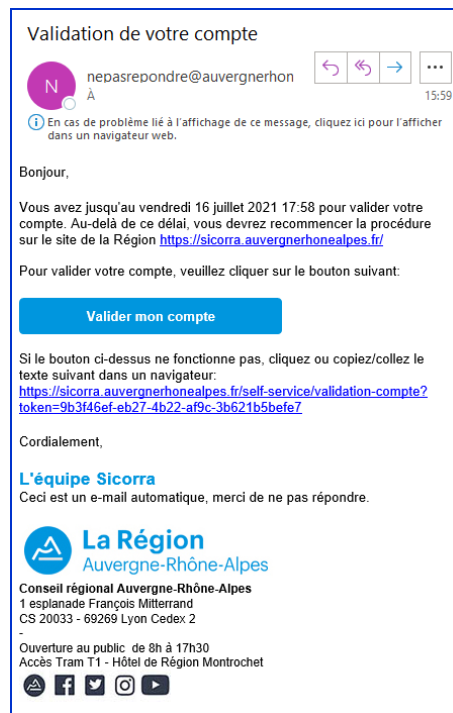 Validation de votre compte
N
nepasrepondre@auvergnerhon
À
15:59
En cas de problème lié à l'affichage de ce message, cliquez ici pour l'afficher
dans un navigateur web.
Bonjour,
Vous avez jusqu'au vendredi 16 juillet 2021 17:58 pour valider votre
compte. Au-delà de ce délai, vous devrez recommencer la procédure
sur le site de la Région https://sicorra.auvergnerhonealpes.fr/
Pour valider votre compte, veuillez cliquer sur le bouton suivant:
Valider mon compte
Si le bouton ci-dessus ne fonctionne pas, cliquez ou copiez/collez le
texte suivant dans un navigateur:
https://sicorra.auvergnerhonealpes.fr/self-service/validation-compte?
token=9b3f46ef-eb27-4b22-af9c-3b621b5befe7
Cordialement,
L'équipe Sicorra
Ceci est un e-mail automatique, merci de ne pas répondre.
La Région
Auvergne-Rhône-Alpes
Conseil régional Auvergne-Rhône-Alpes
1 esplanade François Mitterrand
CS 20033 - 69269 Lyon Cedex 2
-
Ouverture au public de 8h à 17h30
Accès Tram T1 - Hôtel de Région Montrochet